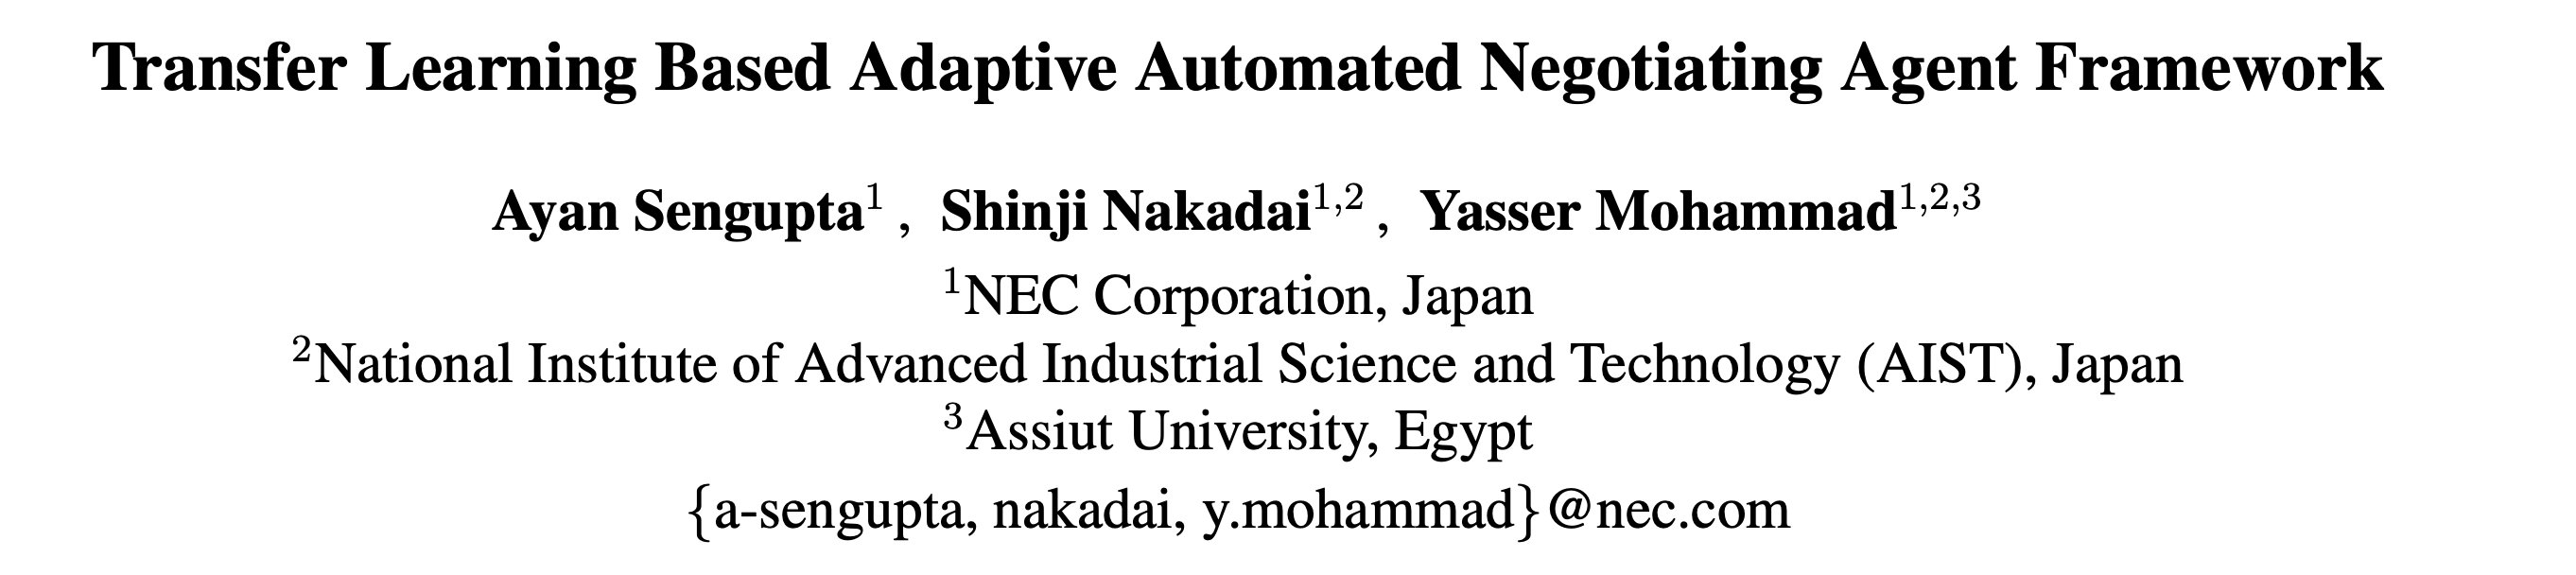 Transfer Learning Based Adaptive Automated Negotiating Agent Framework
Ayan Sengupta¹ , Shinji Nakadai¹,² , Yasser Mohammad¹,²,³
¹NEC Corporation, Japan
²National Institute of Advanced Industrial Science and Technology (AIST), Japan
³Assiut University, Egypt
{a-sengupta, nakadai, y.mohammad}@nec.com